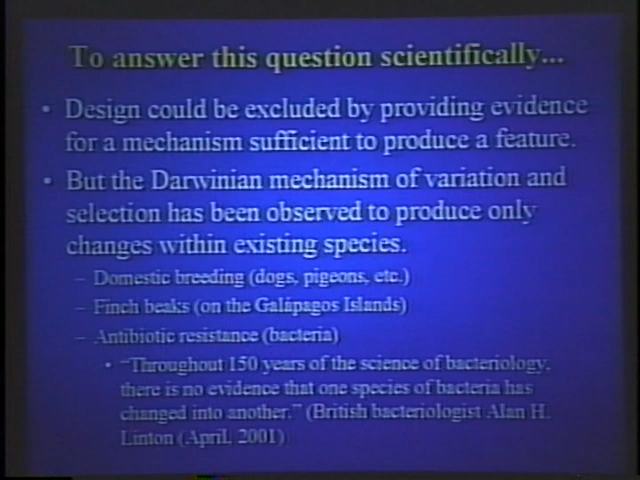 To answer this question scientifically...
• Design could be excluded by providing evidence
for a mechanism sufficient to produce a feature.
• But the Darwinian mechanism of variation and
selection has been observed to produce only
changes within existing species.
– Domestic breeding (dogs, pigeons, etc.)
– Finch beaks (on the Galápagos Islands)
– Antibiotic resistance (bacteria)
• "Throughout 150 years of the science of bacteriology,
there is no evidence that one species of bacteria has
changed into another." (British bacteriologist Alan H.
Linton (April, 2001)